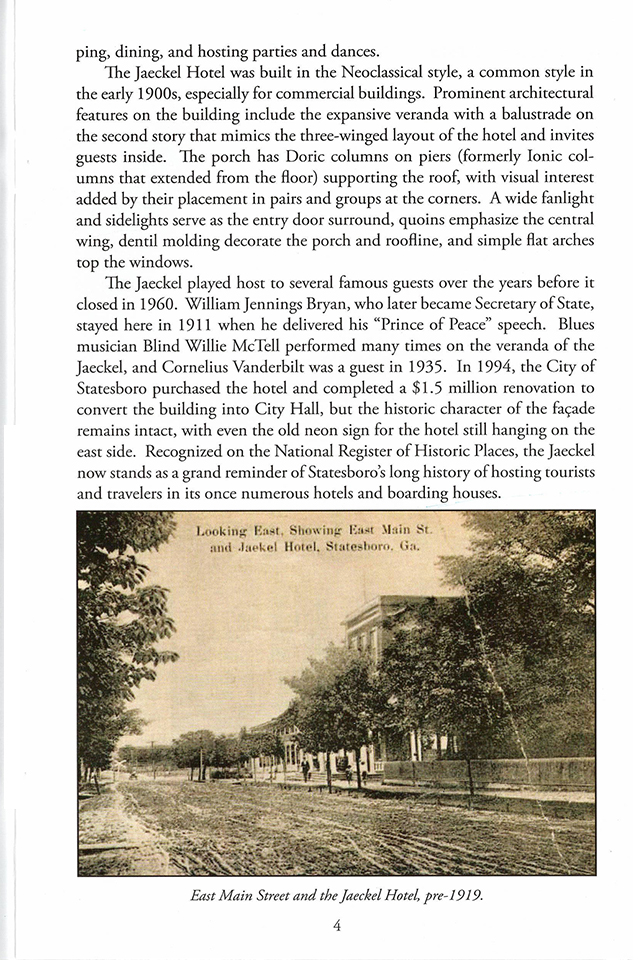 ping, dining, and hosting parties and dances.
The Jaeckel Hotel was built in the Neoclassical style, a common style in
the early 1900s, especially for commercial buildings. Prominent architectural
features on the building include the expansive veranda with a balustrade on
the second story that mimics the three-winged layout of the hotel and invites
guests inside. The porch has Doric columns on piers (formerly Ionic col-
umns that extended from the floor) supporting the roof, with visual interest
added by their placement in pairs and groups at the corners. A wide fanlight
and sidelights serve as the entry door surround, quoins emphasize the central
wing, dentil molding decorate the porch and roofline, and simple flat arches
top the windows.
The Jaeckel played host to several famous guests over the years before it
closed in 1960. William Jennings Bryan, who later became Secretary of State,
stayed here in 1911 when he delivered his “Prince of Peace” speech. Blues
musician Blind Willie McTell performed many times on the veranda of the
Jaeckel, and Cornelius Vanderbilt was a guest in 1935. In 1994, the City of
Statesboro purchased the hotel and completed a $1.5 million renovation to
convert the building into City Hall, but the historic character of the façade
remains intact, with even the old neon sign for the hotel still hanging on the
east side. Recognized on the National Register of Historic Places, the Jaeckel
now stands as a grand reminder of Statesboro’s long history of hosting tourists
and travelers in its once numerous hotels and boarding houses.
Looking East, Showing East Main St.
and Jaekel Hotel, Statesboro, Ga.
East Main Street and the Jaeckel Hotel, pre-1919.
4